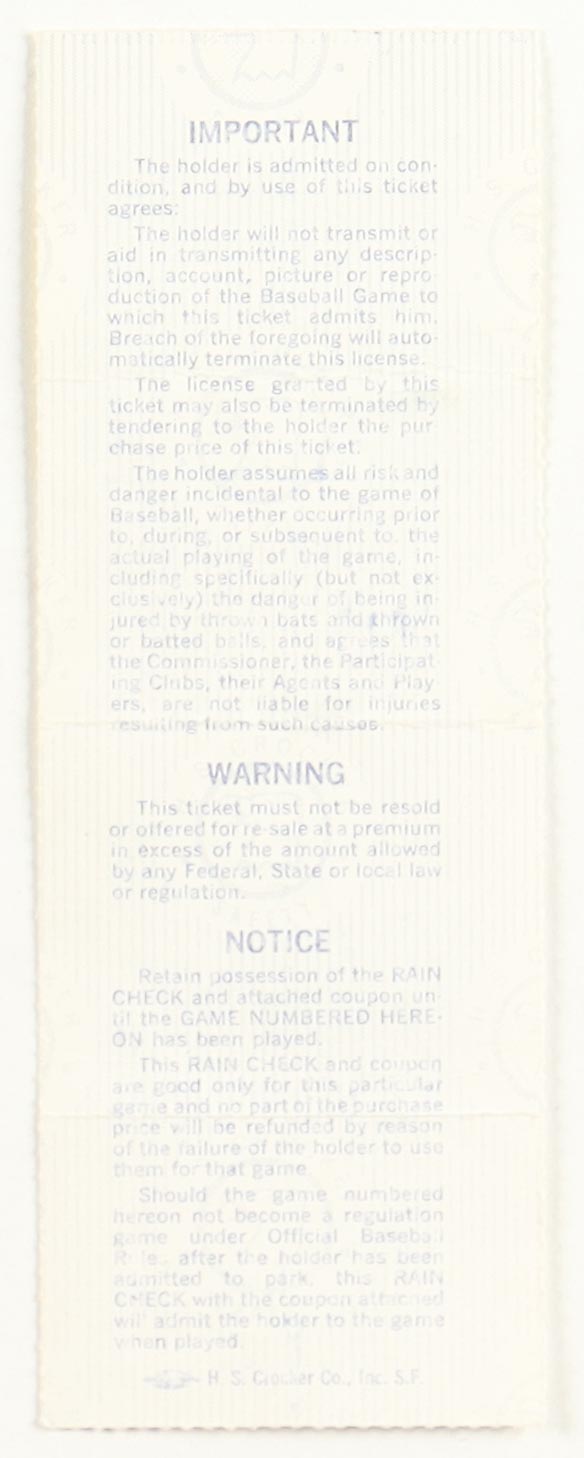 IMPORTANT
The holder is admitted on con-
dition, and by use of this ticket
agrees:
The holder will not transmit or
aid in transmitting any descrip-
tion, account, picture or repro-
duction of the Baseball Game to
which this ticket admits him.
Breach of the foregoing will auto-
matically terminate this license.
The license granted by this
ticket may also be terminated by
tendering to the holder the pur-
chase price of this ticket.
The holder assumes all risk and
danger incidental to the game of
Baseball, whether occurring prior
to, during, or subsequent to, the
actual playing of the game, in-
cluding specifically (but not ex-
clusively) the danger of being in-
jured by thrown bats and thrown
or batted balls, and agrees that
the Commissioner, the Participat-
ing Clubs, their Agents and Play-
ers, are not liable for injuries
resulting from such causes.
WARNING
This ticket must not be resold
or offered for re-sale at a premium
in excess of the amount allowed
by any Federal, State or local law
or regulation.
NOTICE
Retain possession of the RAIN
CHECK and attached coupon un-
til the GAME NUMBERED HERE-
ON has been played.
This RAIN CHECK and coupon
are good only for this particular
game and no part of the purchase
price will be refunded by reason
of the failure of the holder to use
them for that game.
Should the game numbered
hereon not become a regulation
game under Official Baseball
Rules after the holder has been
admitted to park, this RAIN
CHECK with the coupon attached
will admit the holder to the game
when played.
H. S. Crocker Co., Inc. S.F.